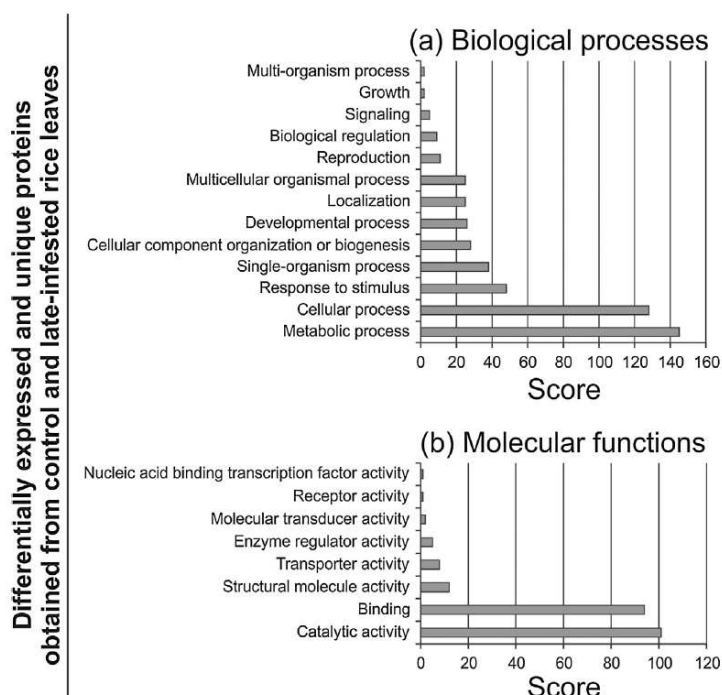 Differentially expressed and unique proteins
obtained from control and late-infested rice leaves
(a) Biological processes
Multi-organism process
Growth
Signaling
Biological regulation
Reproduction
Multicellular organismal process
Localization
Developmental process
Cellular component organization or biogenesis
Single-organism process
Response to stimulus
Cellular process
Metabolic process
0 20 40 60 80 100 120 140 160
Score
(b) Molecular functions
Nucleic acid binding transcription factor activity
Receptor activity
Molecular transducer activity
Enzyme regulator activity
Transporter activity
Structural molecule activity
Binding
Catalytic activity
0 20 40 60 80 100 120
Score